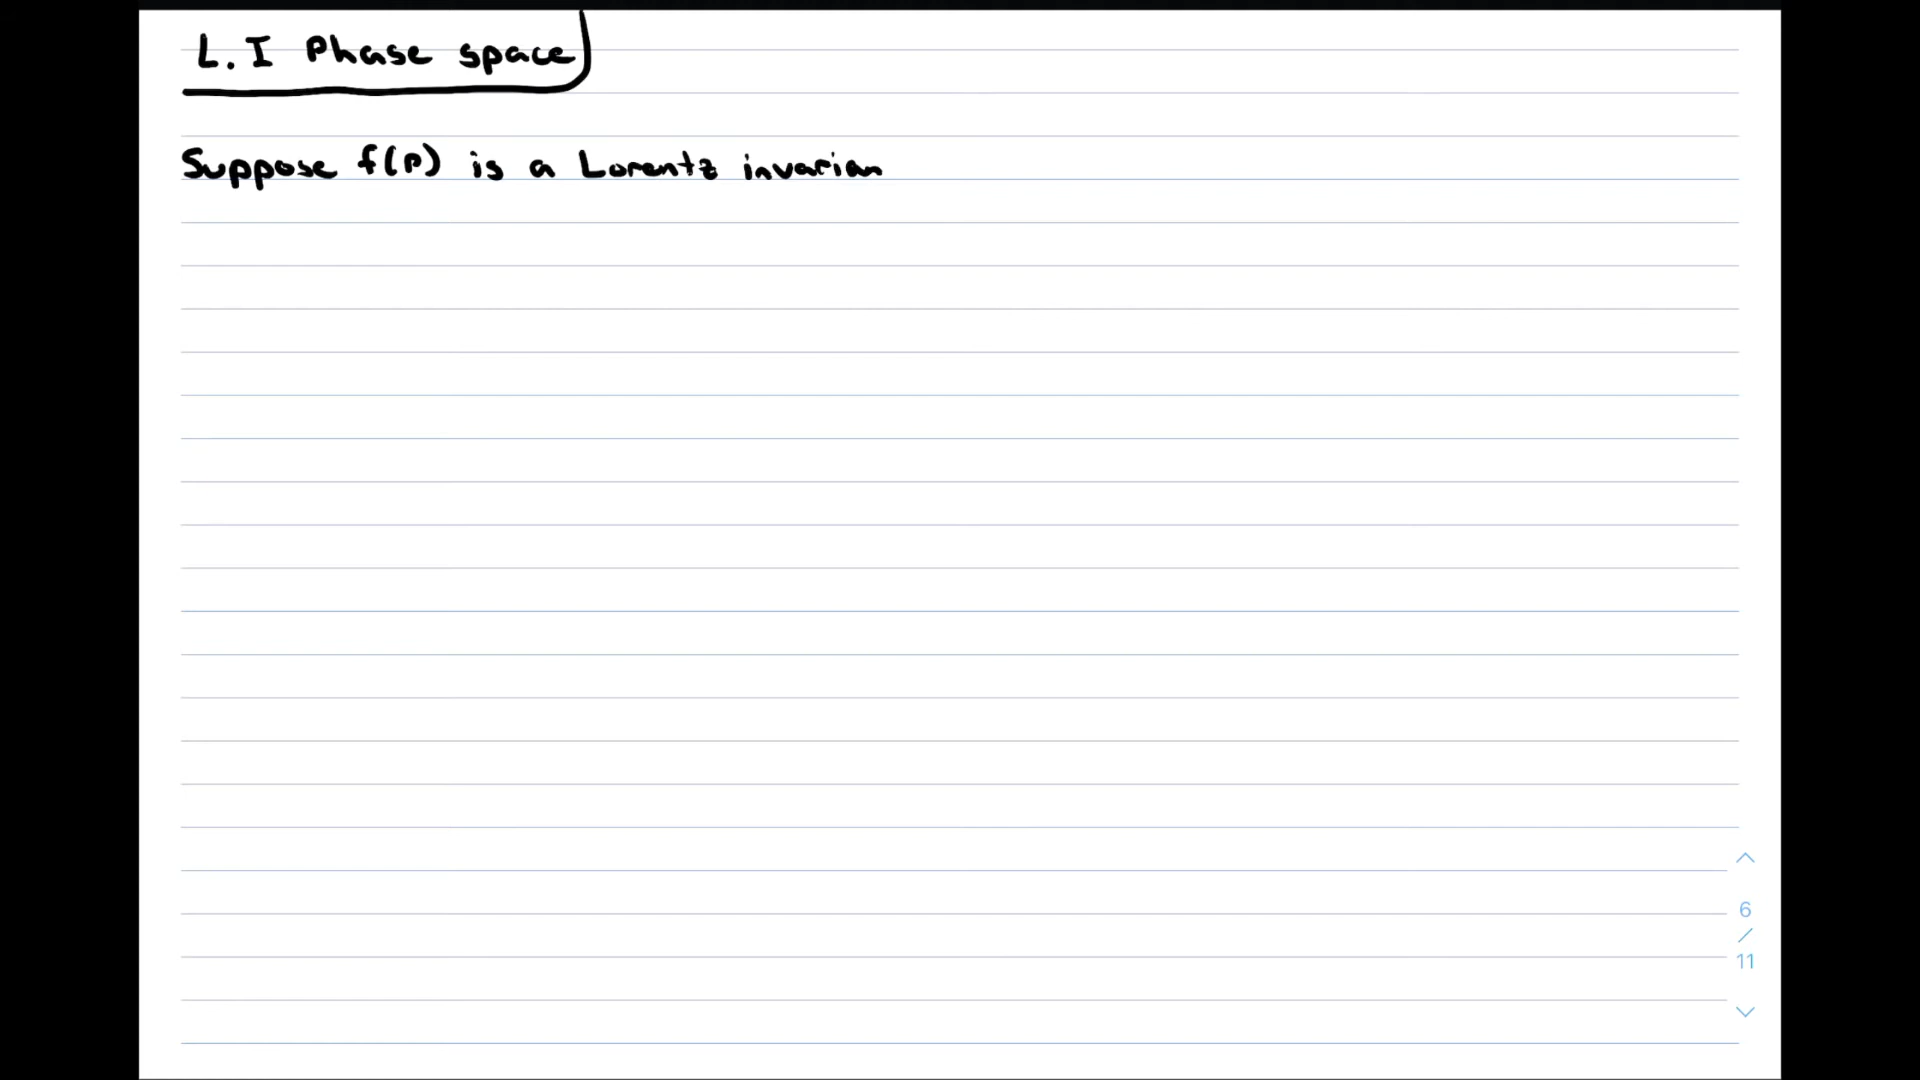 L.I Phase space
Suppose f(p) is a Lorentz invarian
6
/
11